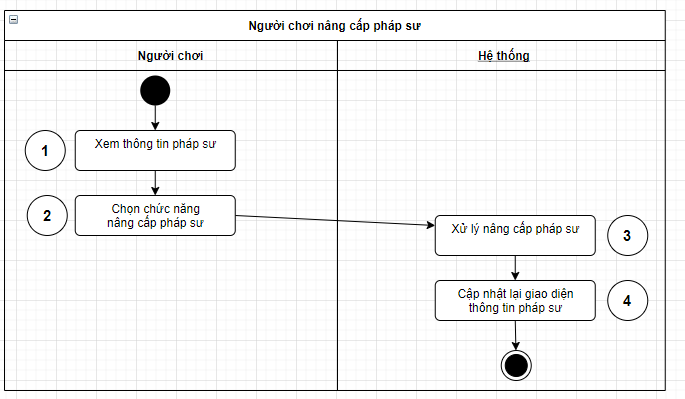 Người chơi nâng cấp pháp sư
Người chơi
Hệ thống
1
Xem thông tin pháp sư
2
Chọn chức năng
nâng cấp pháp sư
Xử lý nâng cấp pháp sư
3
Cập nhật lại giao diện
thông tin pháp sư
4